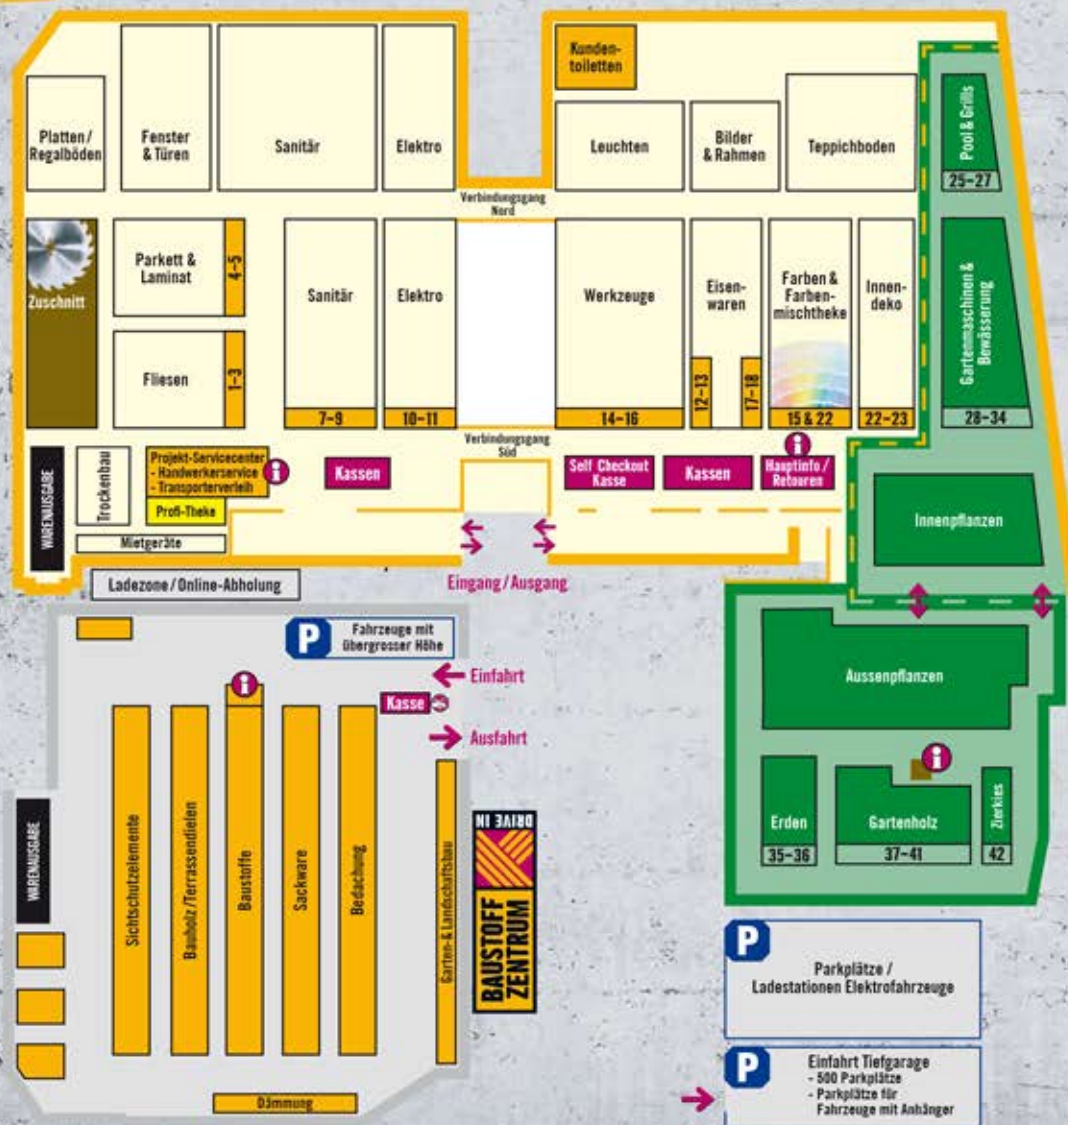 Kunden-
toiletten
Platten /
Regalböden
Fenster
& Türen
Sanitär
Elektro
Leuchten
Bilder
& Rahmen
Teppichboden
Pool & Grills
25–27
Verbindungsgang
Nord
Zuschnitt
Parkett &
Laminat
4–5
Fliesen
1–3
Sanitär
7–9
Elektro
10–11
Werkzeuge
14–16
Eisen-
waren
12–13
17–18
Farben &
Farben-
mischtheke
15 & 22
Innen-
deko
22–23
Gartenmaschinen &
Bewässerung
28–34
Verbindungsgang
Süd
WARENAUSGABE
Trockenbau
Projekt-Servicecenter
- Handwerkerservice
- Transporterverleih
Profi-Theke
i
Kassen
Self Checkout
Kasse
Kassen
i
Hauptinfo /
Retouren
Mietgeräte
Innenpflanzen
Ladezone / Online-Abholung
Eingang / Ausgang
P
Fahrzeuge mit
übergrosser Höhe
Einfahrt
i
Kasse
Ausfahrt
Aussenpflanzen
i
Erden
35–36
Gartenholz
37–41
Zierkies
42
WARENAUSGABE
Sichtschutzelemente
Bauholz/Terrassendielen
Baustoffe
Sackware
Bedachung
Garten- & Landschaftsbau
DRIVE IN
BAUSTOFF
ZENTRUM
Dämmung
P
Parkplätze /
Ladestationen Elektrofahrzeuge
P
Einfahrt Tiefgarage
- 500 Parkplätze
- Parkplätze für
Fahrzeuge mit Anhänger